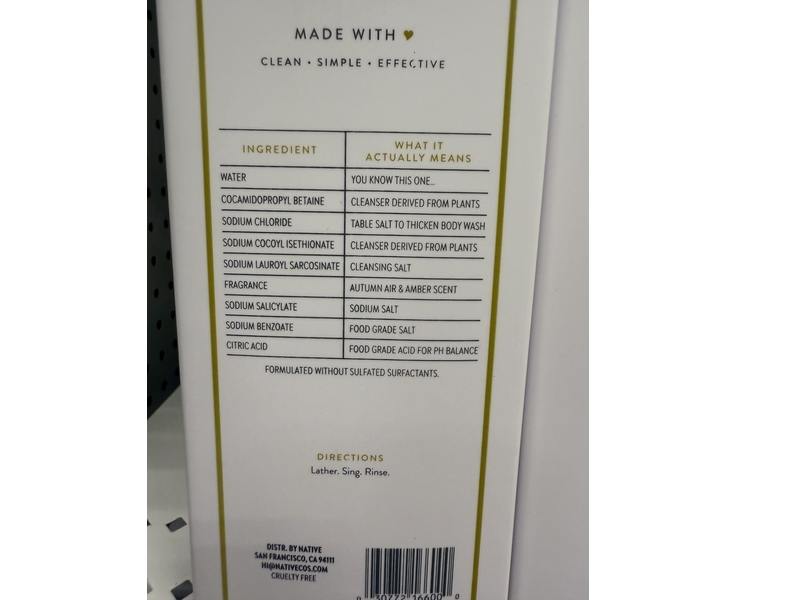 MADE WITH
CLEAN • SIMPLE • EFFECTIVE
INGREDIENT WHAT IT ACTUALLY MEANS
WATER YOU KNOW THIS ONE...
COCAMIDOPROPYL BETAINE CLEANSER DERIVED FROM PLANTS
SODIUM CHLORIDE TABLE SALT TO THICKEN BODY WASH
SODIUM COCOYL ISETHIONATE CLEANSER DERIVED FROM PLANTS
SODIUM LAUROYL SARCOSINATE CLEANSING SALT
FRAGRANCE AUTUMN AIR & AMBER SCENT
SODIUM SALICYLATE SODIUM SALT
SODIUM BENZOATE FOOD GRADE SALT
CITRIC ACID FOOD GRADE ACID FOR PH BALANCE
FORMULATED WITHOUT SULFATED SURFACTANTS.
DIRECTIONS
Lather. Sing. Rinse.
DISTR. BY NATIVE
SAN FRANCISCO, CA 94111
HI@NATIVECOS.COM
CRUELTY FREE